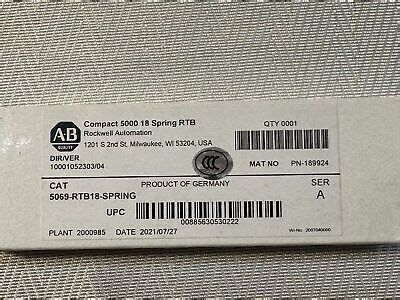 Compact 5000 18 Spring RTB
QTY 0001
AB
QUALITY
Rockwell Automation
1201 S 2nd St, Milwaukee, WI 53204, USA
DIR/VER
10001052303/04
CCC
MAT NO PN-189924
CAT PRODUCT OF GERMANY SER
5069-RTB18-SPRING A
UPC
00885630530222
PLANT 2000985 DATE 2021/07/27